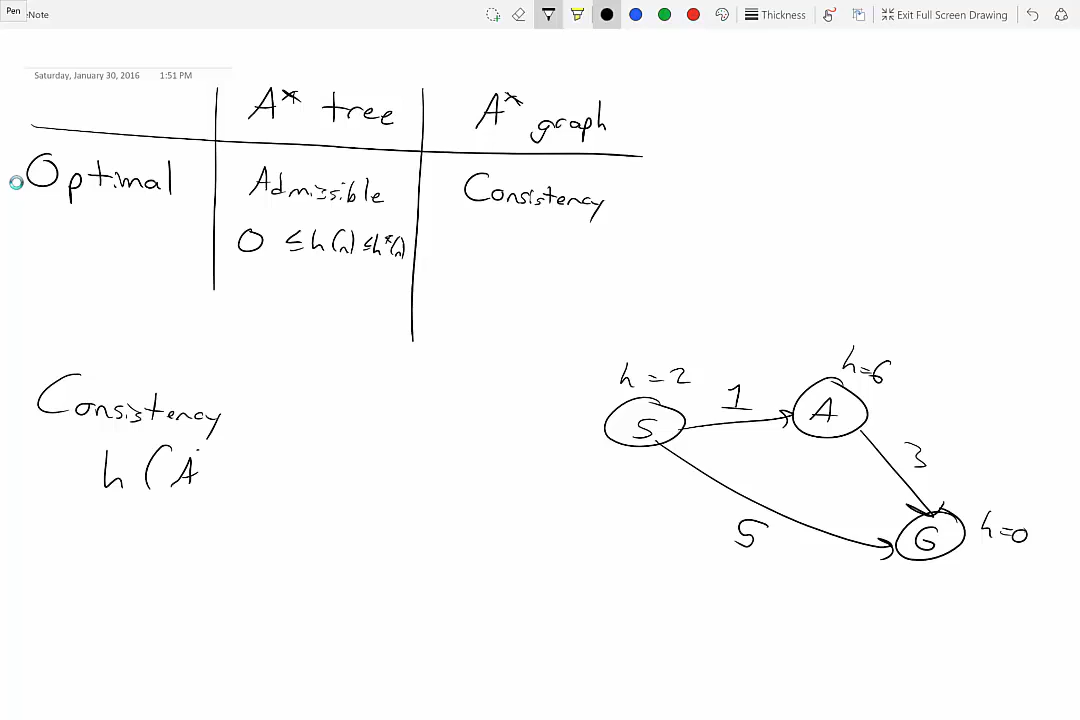 Pen
eNote
Thickness
Exit Full Screen Drawing
Saturday, January 30, 2016 1:51 PM
A* tree
A* graph
Optimal
Admissible
Consistency
0 ≤ h(n) ≤ h*(n)
Consistency
h (A
h = 2
h=6
S
1
A
3
5
G
h=0